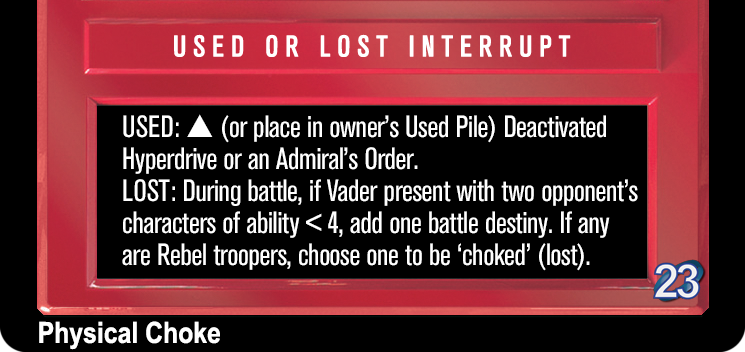 USED OR LOST INTERRUPT
USED: ▲ (or place in owner's Used Pile) Deactivated
Hyperdrive or an Admiral's Order.
LOST: During battle, if Vader present with two opponent's
characters of ability < 4, add one battle destiny. If any
are Rebel troopers, choose one to be ‘choked’ (lost).
23
Physical Choke